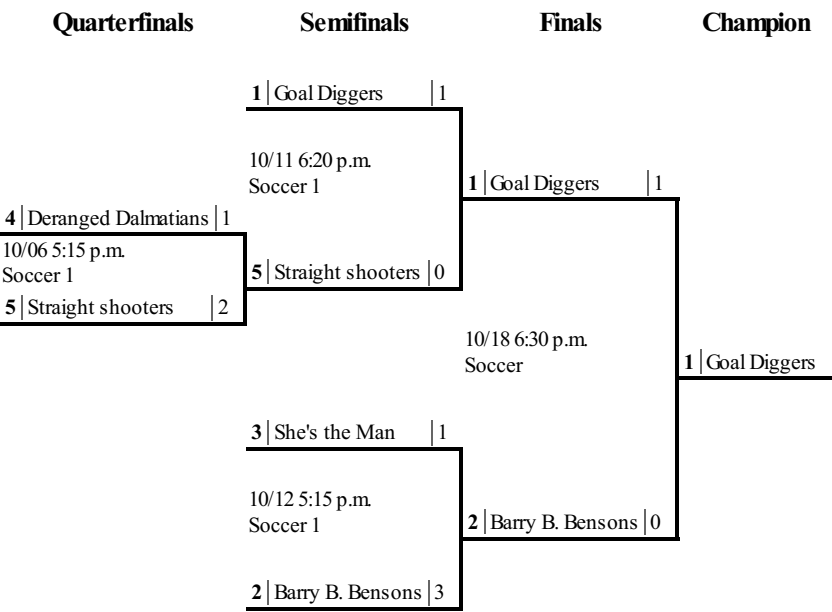 Quarterfinals Semifinals Finals Champion
1 Goal Diggers 1
10/11 6:20 p.m.
Soccer 1
1 Goal Diggers 1
4 Deranged Dalmatians 1
10/06 5:15 p.m.
Soccer 1
5 Straight shooters 0
5 Straight shooters 2
10/18 6:30 p.m.
Soccer
1 Goal Diggers
3 She's the Man 1
10/12 5:15 p.m.
Soccer 1
2 Barry B. Bensons 0
2 Barry B. Bensons 3